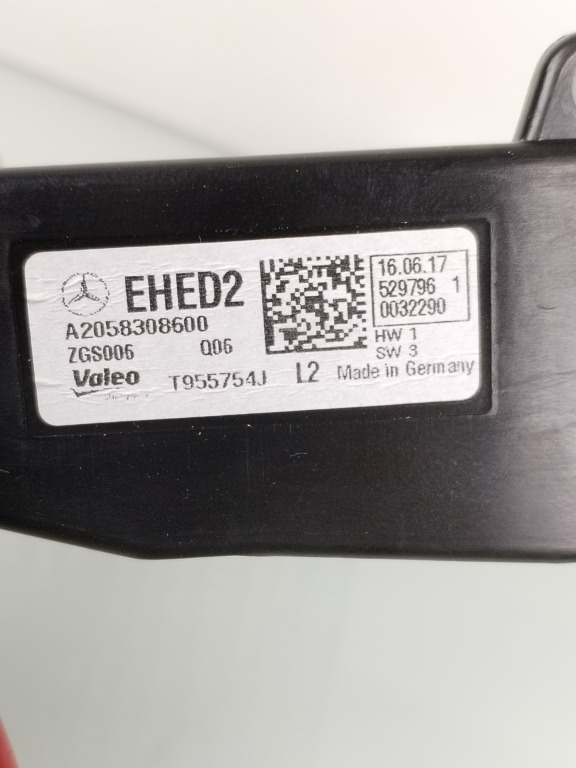 EHED2
A2058308600
ZGS006 Q06
Valeo T955754J L2
16.06.17
529796 1
0032290
HW 1
SW 3
Made in Germany